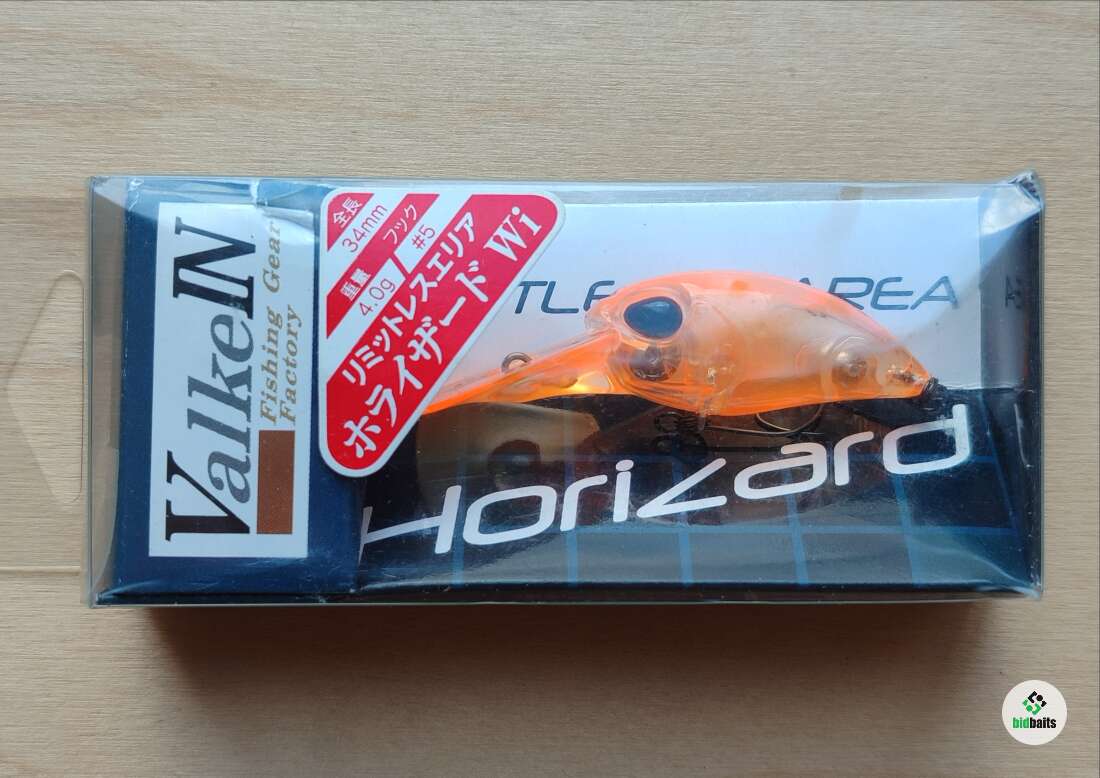 ValkeIN
Fishing Gear
Factory
全長
34mm
フック
#5
重量
4.0g
リミットレスエリア
ホライザード Wi
TLE
AREA
Horizard
bidbaits